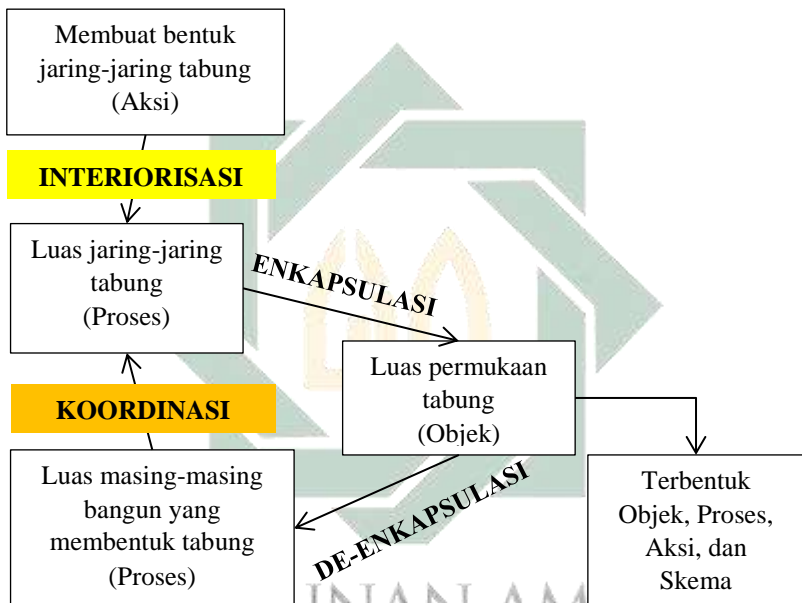 Membuat bentuk
jaring-jaring tabung
(Aksi)
INTERIORISASI
Luas jaring-jaring
tabung
(Proses)
ENKAPSULASI
Luas permukaan
tabung
(Objek)
KOORDINASI
Luas masing-masing
bangun yang
membentuk tabung
(Proses)
DE-ENKAPSULASI
Terbentuk
Objek, Proses,
Aksi, dan
Skema